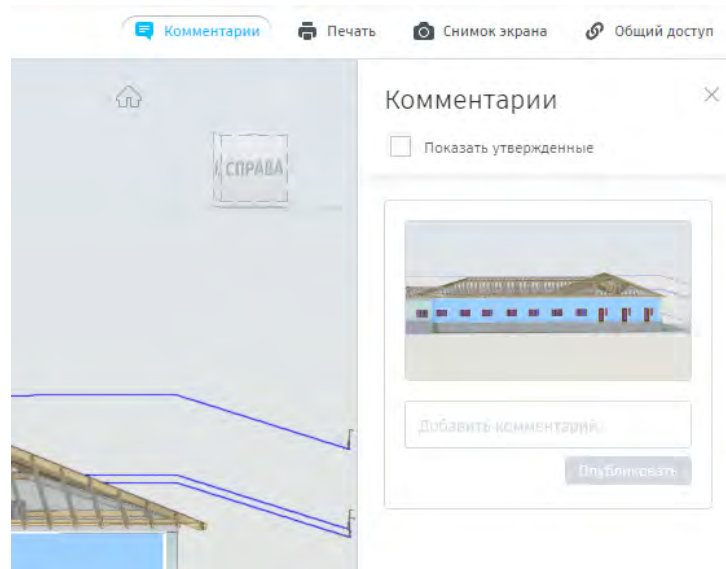 Комментарии Печать Снимок экрана Общий доступ
Комментарии
Показать утвержденные
СПРАВА
Добавить комментарий...
Опубликовать